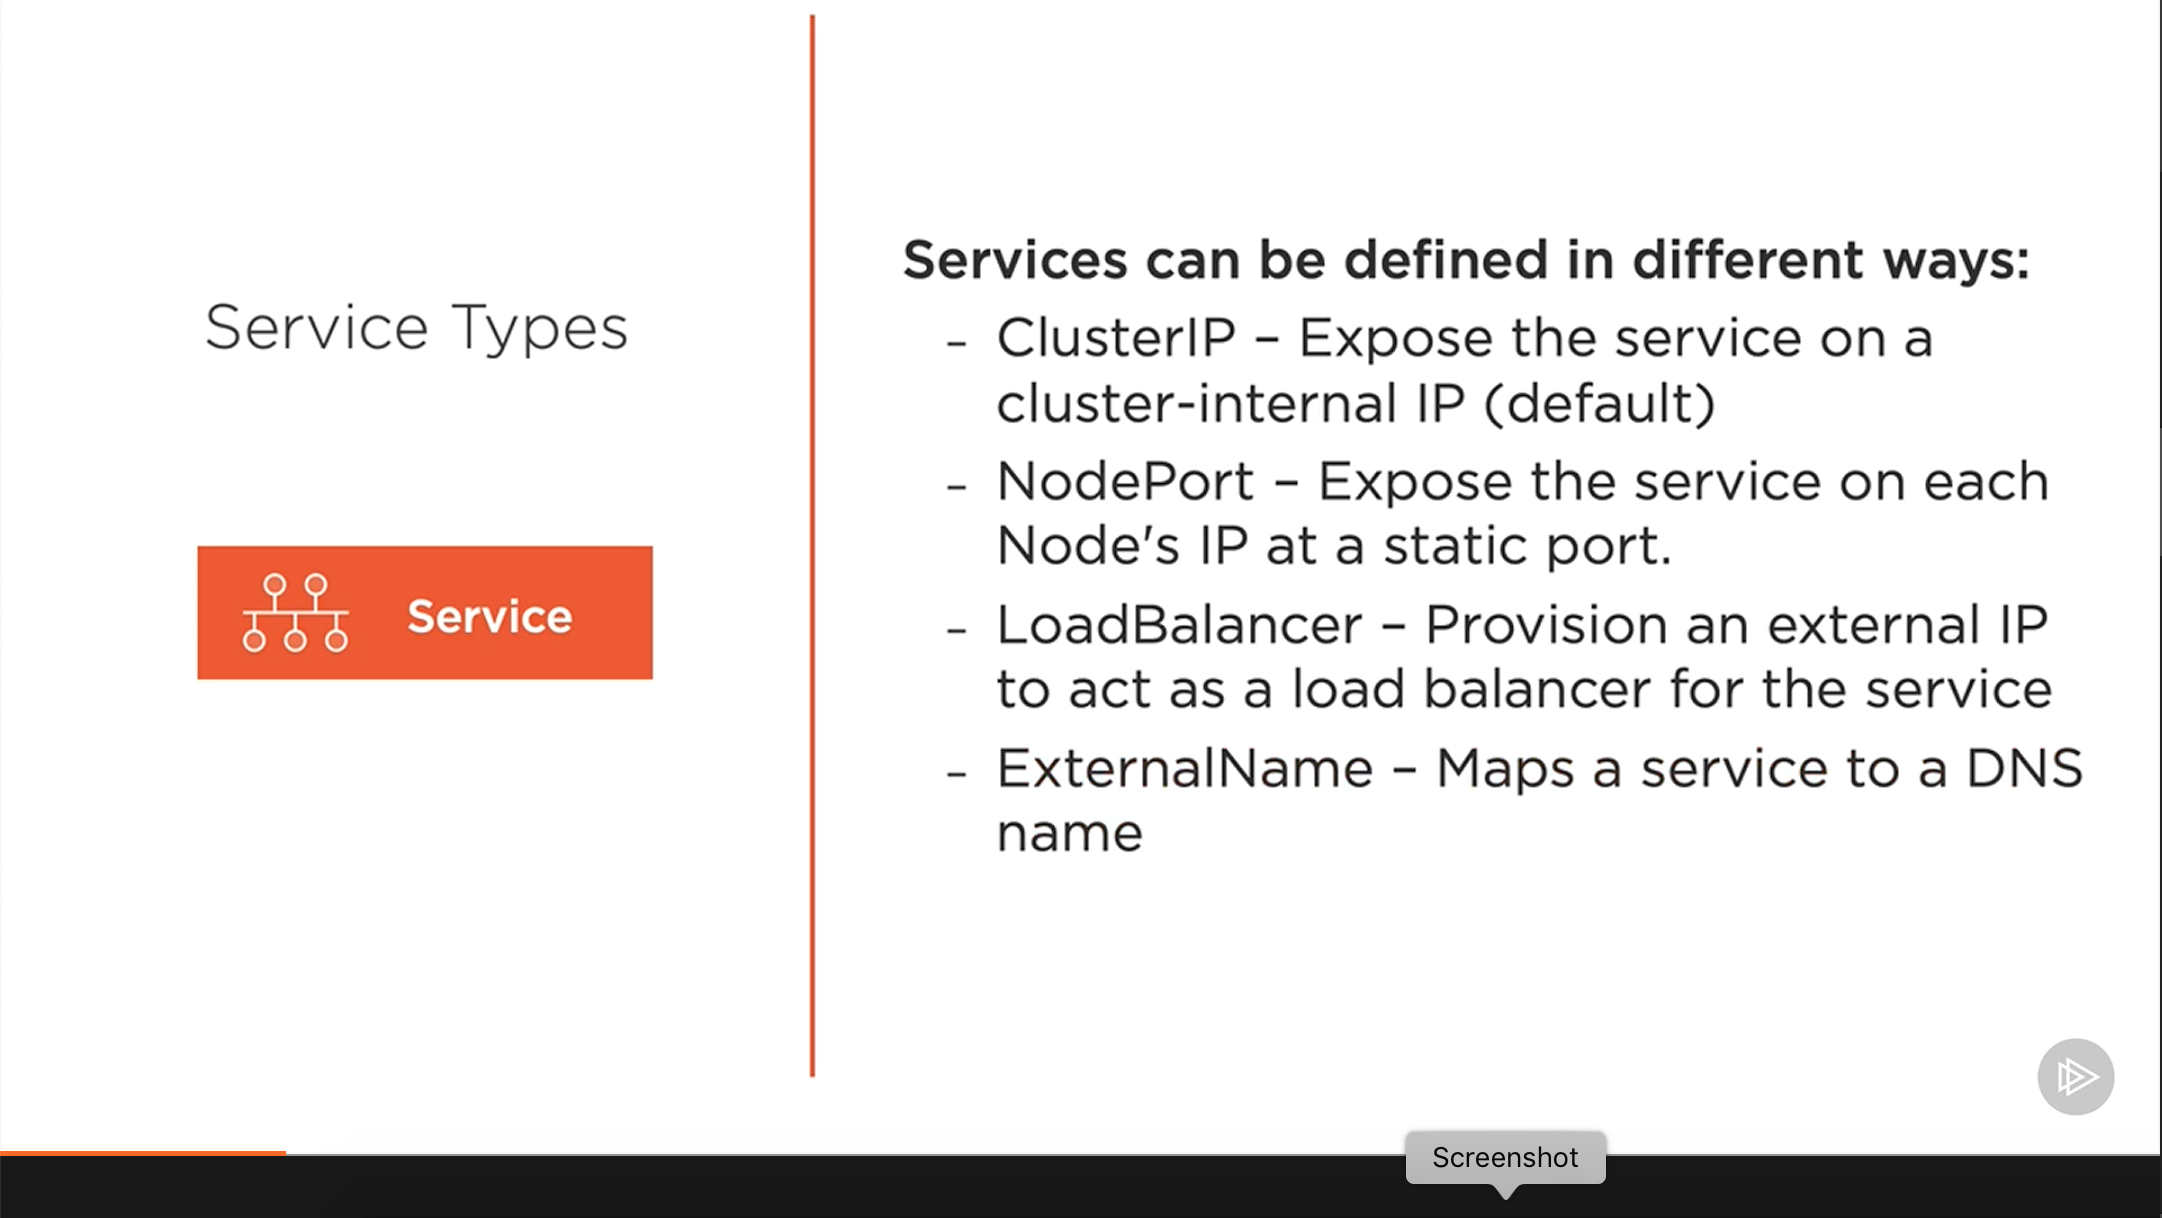 Service Types
Service
Services can be defined in different ways:
- ClusterIP – Expose the service on a
cluster-internal IP (default)
- NodePort – Expose the service on each
Node's IP at a static port.
- LoadBalancer – Provision an external IP
to act as a load balancer for the service
- ExternalName – Maps a service to a DNS
name
Screenshot